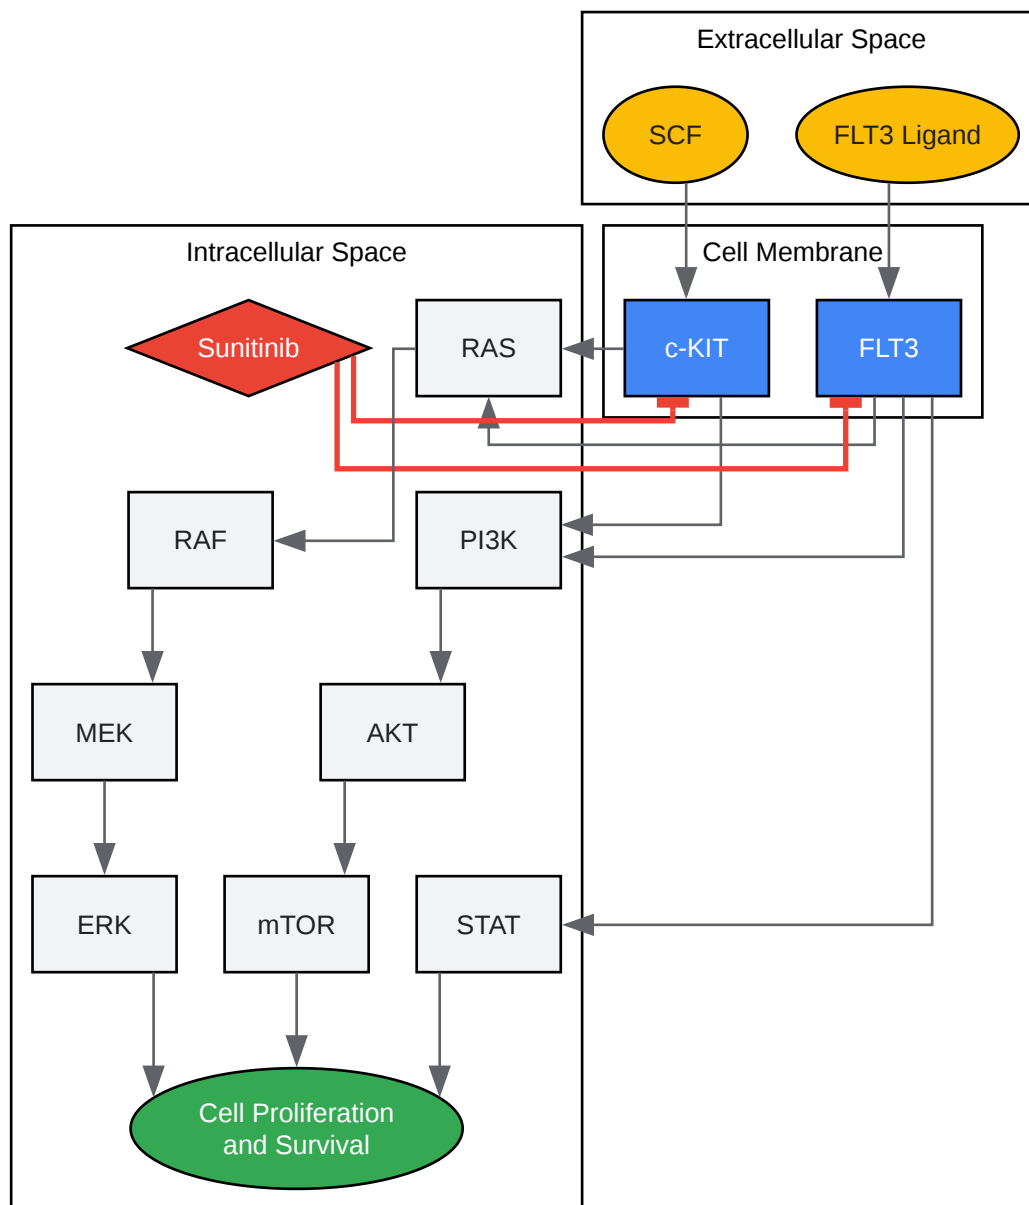 Extracellular Space
SCF
FLT3 Ligand
Intracellular Space
Cell Membrane
Sunitinib
RAS
c-KIT
FLT3
RAF
PI3K
MEK
AKT
ERK
mTOR
STAT
Cell Proliferation
and Survival